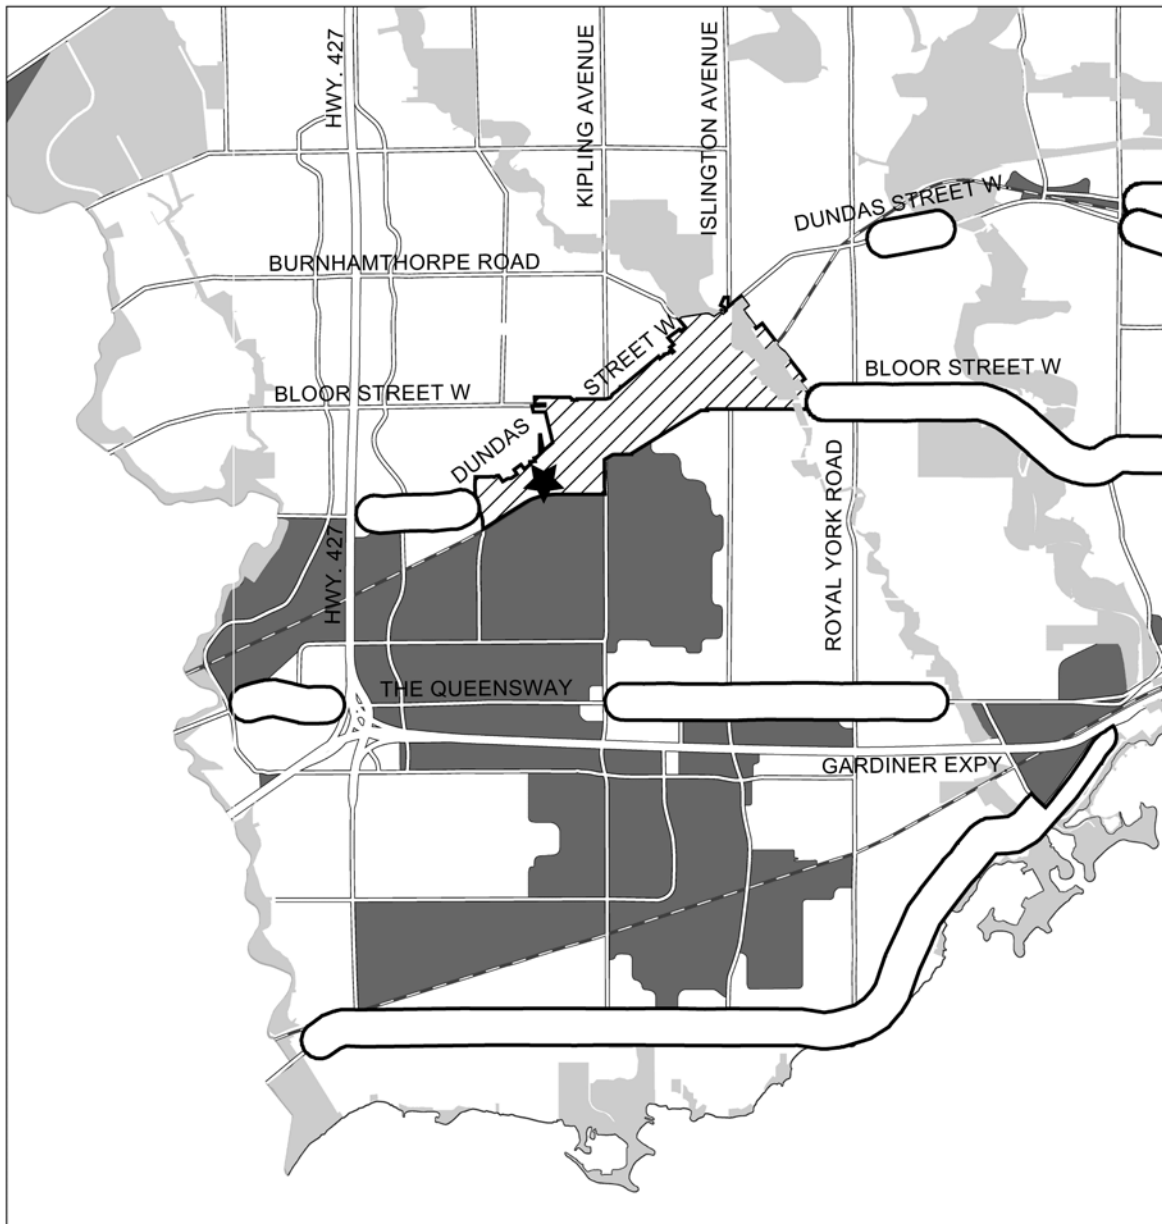 HWY. 427
KIPLING AVENUE
ISLINGTON AVENUE
DUNDAS STREET W
BURNHAMTHORPE ROAD
STREET W
BLOOR STREET W
BLOOR STREET W
DUNDAS
ROYAL YORK ROAD
HWY. 427
THE QUEENSWAY
GARDINER EXPY